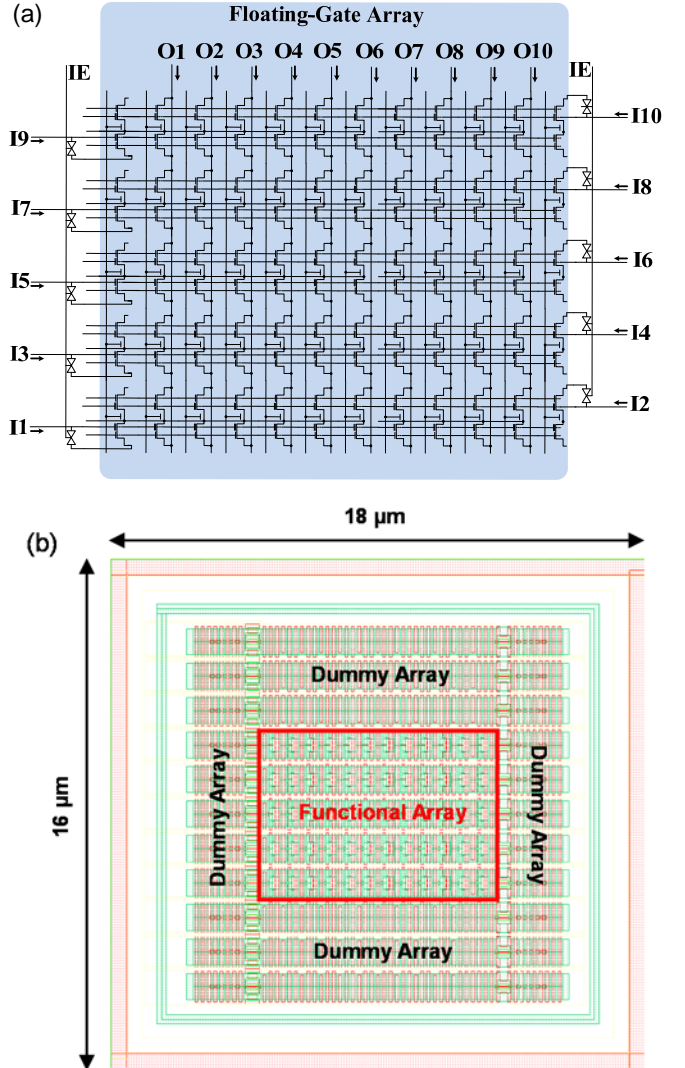 (a)
Floating-Gate Array
O1 O2 O3 O4 O5 O6 O7 O8 O9 O10
IE IE
I10
I9
I8
I7
I6
I5
I4
I3
I2
I1
(b)
18 µm
16 µm
Dummy Array
Dummy Array
Functional Array
Dummy Array
Dummy Array